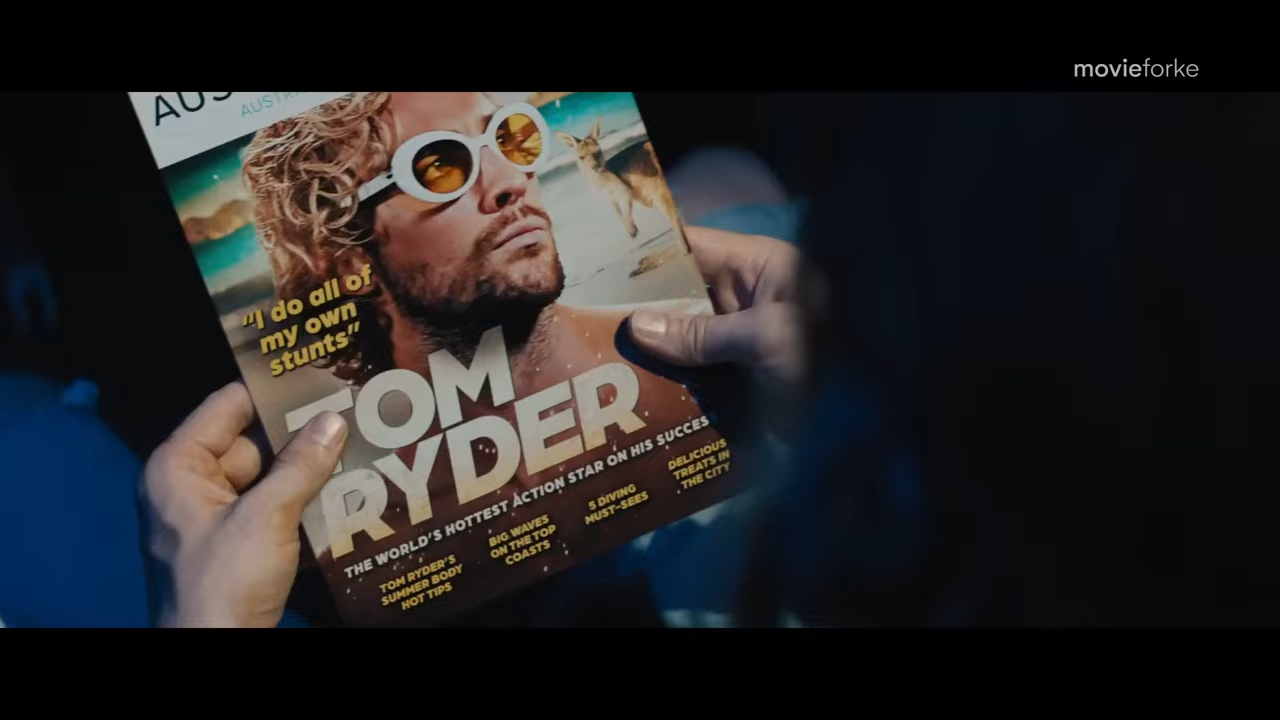 movieforke
AUS
AUSTRA
"I do all of
my own
stunts"
TOM
RYDER
THE WORLD'S HOTTEST ACTION STAR ON HIS SUCCES
TOM RYDER'S
SUMMER BODY
HOT TIPS
BIG WAVES
ON THE TOP
COASTS
5 DIVING
MUST-SEES
DELICIOUS
TREATS IN
THE CITY